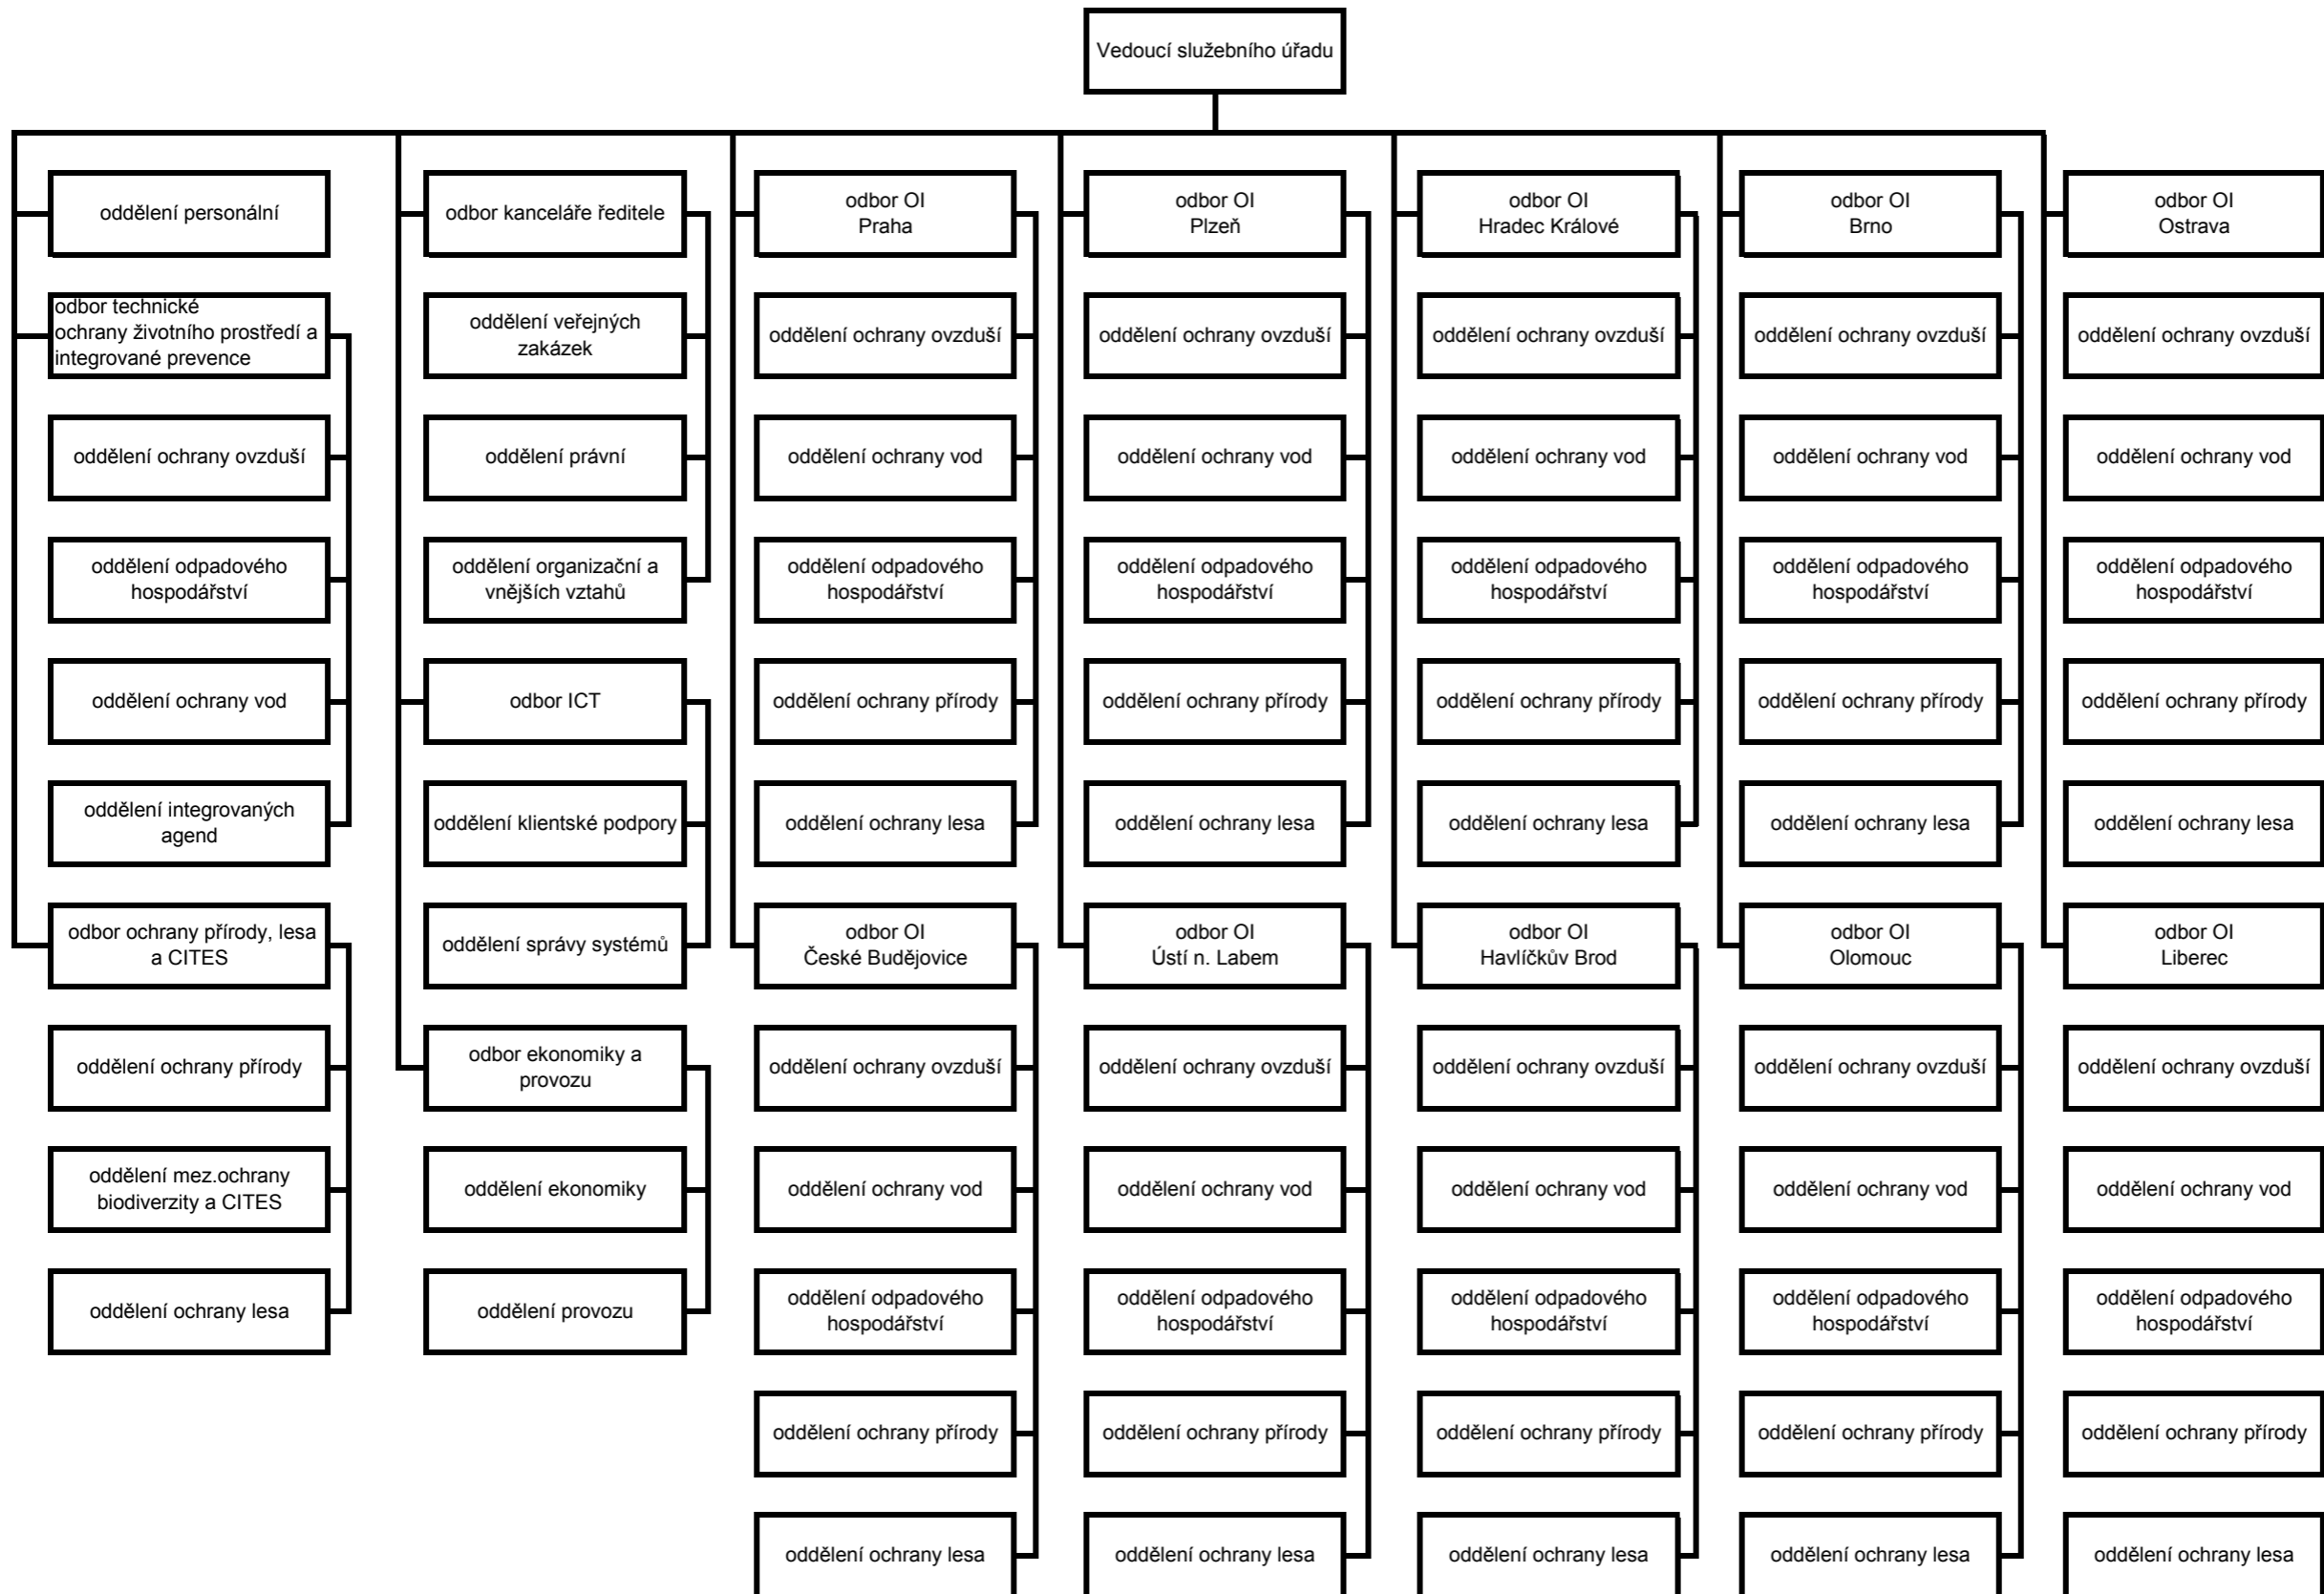 Vedoucí služebního úřadu
oddělení personální
odbor technické
ochrany životního prostředí a
integrované prevence
oddělení ochrany ovzduší
oddělení odpadového
hospodářství
oddělení ochrany vod
oddělení integrovaných
agend
odbor ochrany přírody, lesa
a CITES
oddělení ochrany přírody
oddělení mez.ochrany
biodiverzity a CITES
oddělení ochrany lesa
odbor kanceláře ředitele
oddělení veřejných
zakázek
oddělení právní
oddělení organizační a
vnějších vztahů
odbor ICT
oddělení klientské podpory
oddělení správy systémů
odbor ekonomiky a
provozu
oddělení ekonomiky
oddělení provozu
odbor OI
Praha
oddělení ochrany ovzduší
oddělení ochrany vod
oddělení odpadového
hospodářství
oddělení ochrany přírody
oddělení ochrany lesa
odbor OI
České Budějovice
oddělení ochrany ovzduší
oddělení ochrany vod
oddělení odpadového
hospodářství
oddělení ochrany přírody
oddělení ochrany lesa
odbor OI
Plzeň
oddělení ochrany ovzduší
oddělení ochrany vod
oddělení odpadového
hospodářství
oddělení ochrany přírody
oddělení ochrany lesa
odbor OI
Ústí n. Labem
oddělení ochrany ovzduší
oddělení ochrany vod
oddělení odpadového
hospodářství
oddělení ochrany přírody
oddělení ochrany lesa
odbor OI
Hradec Králové
oddělení ochrany ovzduší
oddělení ochrany vod
oddělení odpadového
hospodářství
oddělení ochrany přírody
oddělení ochrany lesa
odbor OI
Havlíčkův Brod
oddělení ochrany ovzduší
oddělení ochrany vod
oddělení odpadového
hospodářství
oddělení ochrany přírody
oddělení ochrany lesa
odbor OI
Brno
oddělení ochrany ovzduší
oddělení ochrany vod
oddělení odpadového
hospodářství
oddělení ochrany přírody
oddělení ochrany lesa
odbor OI
Olomouc
oddělení ochrany ovzduší
oddělení ochrany vod
oddělení odpadového
hospodářství
oddělení ochrany přírody
oddělení ochrany lesa
odbor OI
Ostrava
oddělení ochrany ovzduší
oddělení ochrany vod
oddělení odpadového
hospodářství
oddělení ochrany přírody
oddělení ochrany lesa
odbor OI
Liberec
oddělení ochrany ovzduší
oddělení ochrany vod
oddělení odpadového
hospodářství
oddělení ochrany přírody
oddělení ochrany lesa